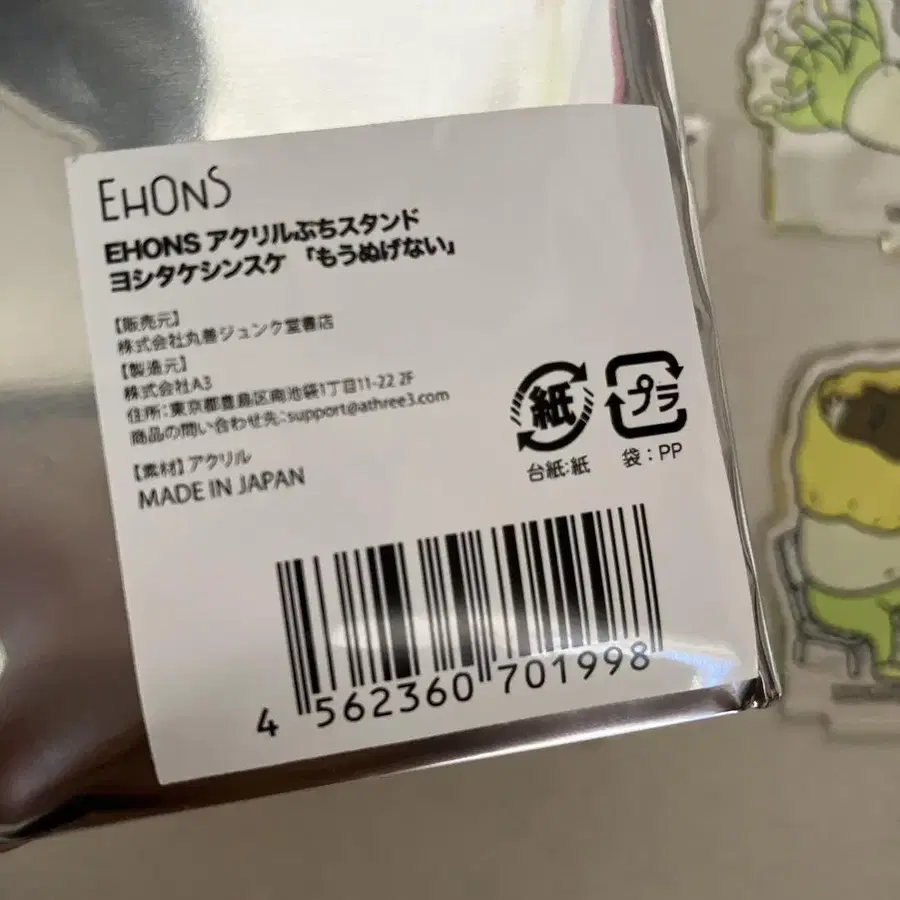 EHONS
EHONS アクリルぷちスタンド
ヨシタケシンスケ 「もうぬげない」
【販売元】
株式会社丸善ジュンク堂書店
【製造元】
株式会社A3
住所:東京都豊島区南池袋1丁目11-22 2F
商品の問い合わせ先:support@athree3.com
【素材】アクリル
MADE IN JAPAN
紙
プラ
台紙:紙
袋:PP
4 562360 701998